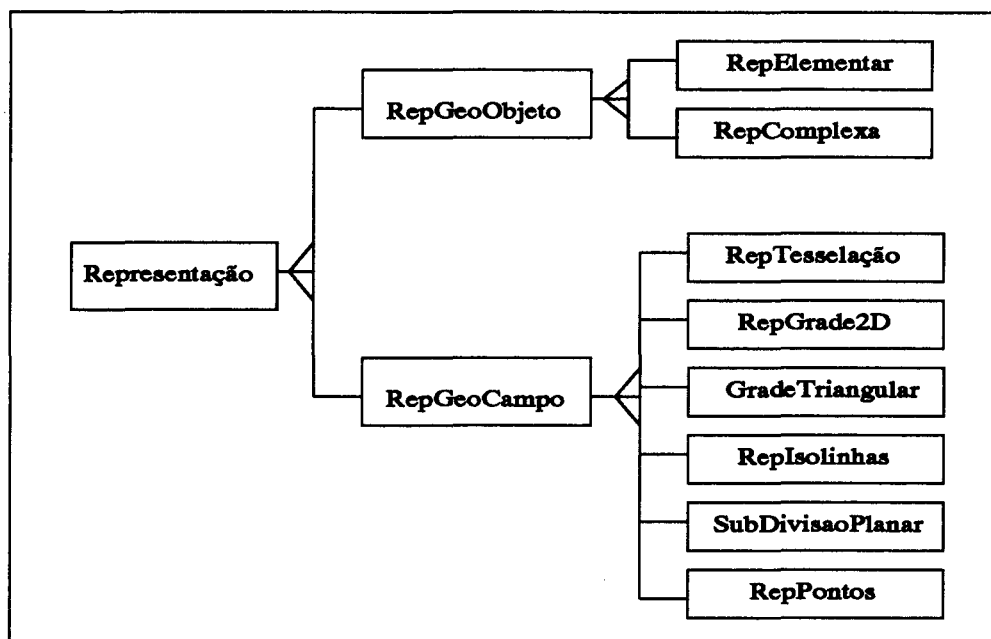 RepElementar
RepGeoObjeto
RepComplexa
Representação
RepTesselação
RepGrade2D
GradeTriangular
RepGeoCampo
RepIsolinhas
SubDivisaoPlanar
RepPontos